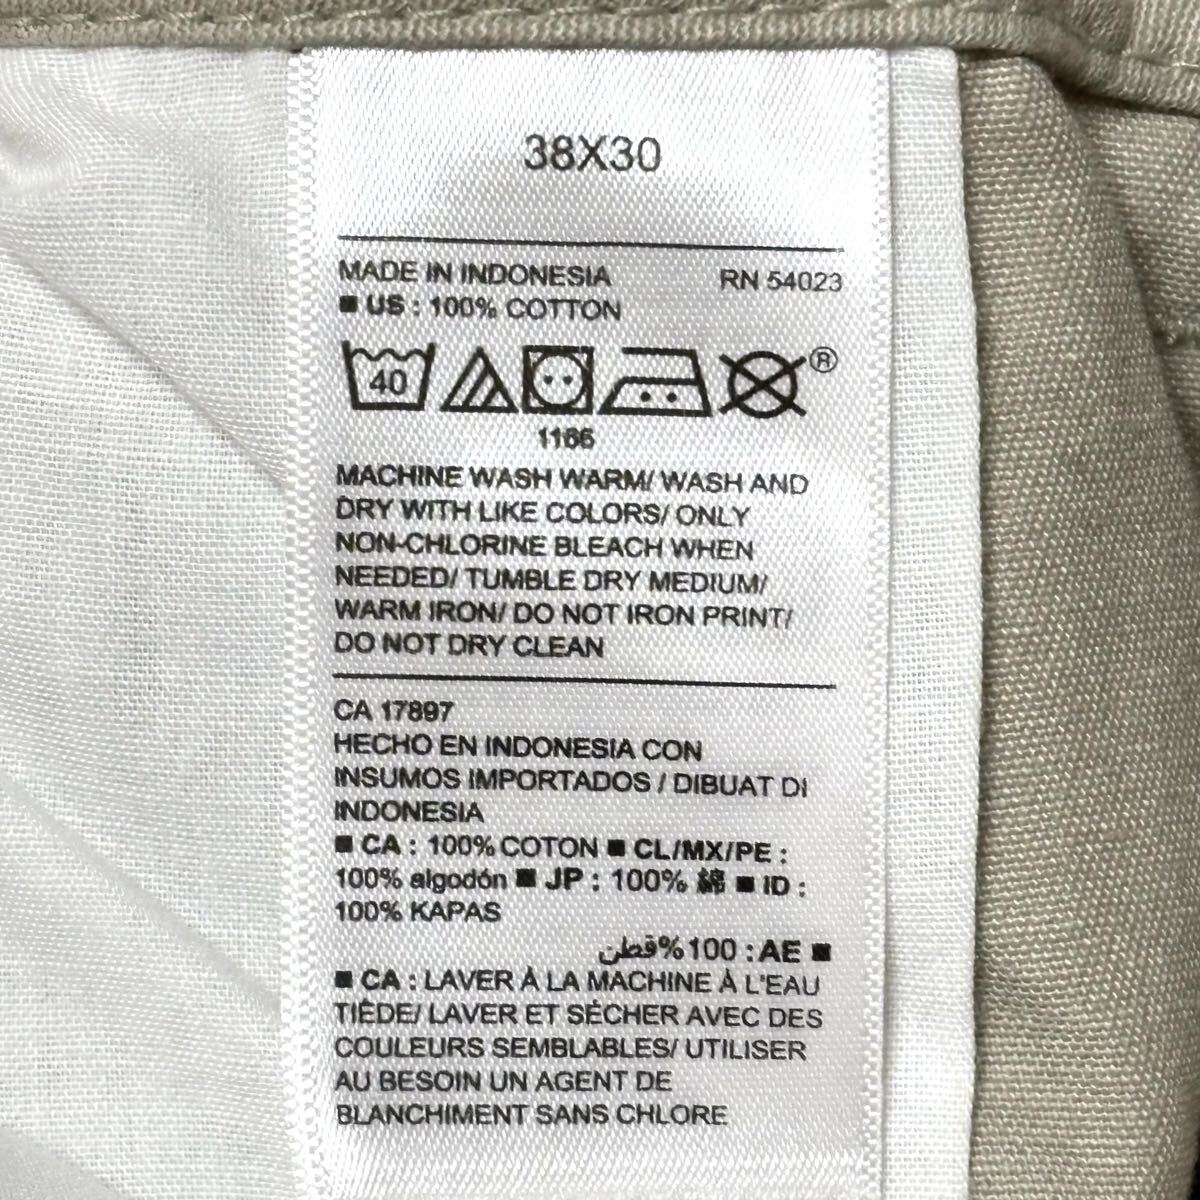 38X30
MADE IN INDONESIA RN 54023
■ US : 100% COTTON
40 ®
1166
MACHINE WASH WARM/ WASH AND
DRY WITH LIKE COLORS/ ONLY
NON-CHLORINE BLEACH WHEN
NEEDED/ TUMBLE DRY MEDIUM/
WARM IRON/ DO NOT IRON PRINT/
DO NOT DRY CLEAN
CA 17897
HECHO EN INDONESIA CON
INSUMOS IMPORTADOS / DIBUAT DI
INDONESIA
■ CA : 100% COTON ■ CL/MX/PE :
100% algodón ■ JP : 100% 綿 ■ ID :
100% KAPAS
■ AE: 100% قطن
■ CA : LAVER À LA MACHINE À L'EAU
TIÈDE/ LAVER ET SÉCHER AVEC DES
COULEURS SEMBLABLES/ UTILISER
AU BESOIN UN AGENT DE
BLANCHIMENT SANS CHLORE